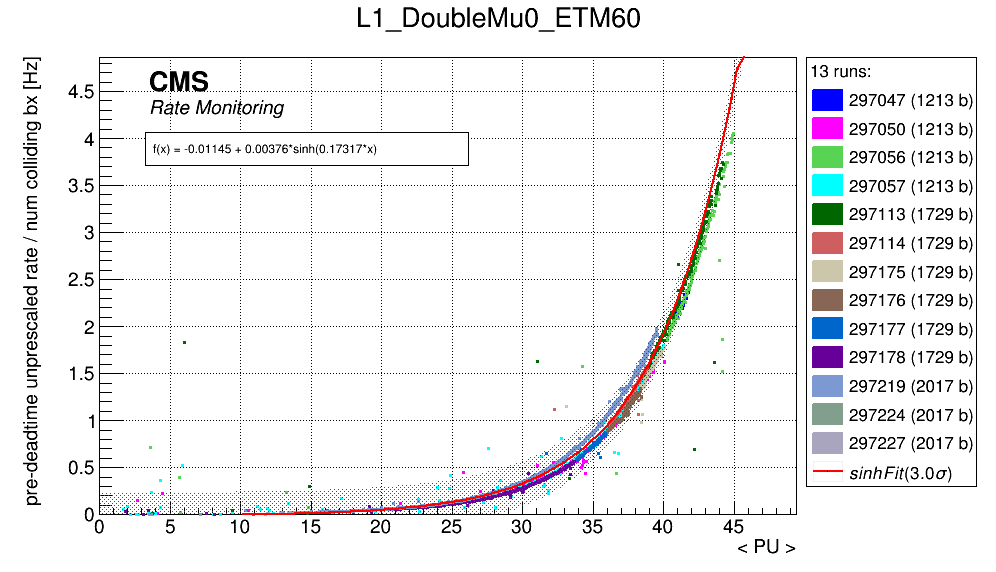 L1_DoubleMu0_ETM60
pre-deadtime unprescaled rate / num colliding bx [Hz]
CMS
Rate Monitoring
f(x) = -0.01145 + 0.00376*sinh(0.17317*x)
4.5
4
3.5
3
2.5
2
1.5
1
0.5
0
0 5 10 15 20 25 30 35 40 45
< PU >
13 runs:
297047 (1213 b)
297050 (1213 b)
297056 (1213 b)
297057 (1213 b)
297113 (1729 b)
297114 (1729 b)
297175 (1729 b)
297176 (1729 b)
297177 (1729 b)
297178 (1729 b)
297219 (2017 b)
297224 (2017 b)
297227 (2017 b)
sinhFit(3.0σ)